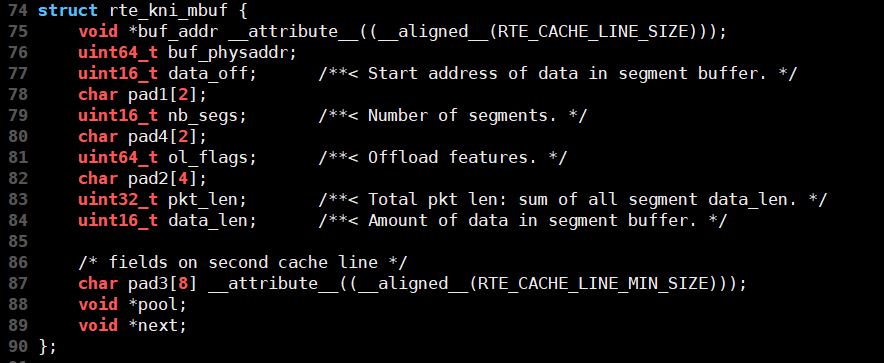 74 struct rte_kni_mbuf {
75     void *buf_addr __attribute__((__aligned__(RTE_CACHE_LINE_SIZE)));
76     uint64_t buf_physaddr;
77     uint16_t data_off;      /**< Start address of data in segment buffer. */
78     char pad1[2];
79     uint16_t nb_segs;       /**< Number of segments. */
80     char pad4[2];
81     uint64_t ol_flags;      /**< Offload features. */
82     char pad2[4];
83     uint32_t pkt_len;       /**< Total pkt len: sum of all segment data_len. */
84     uint16_t data_len;      /**< Amount of data in segment buffer. */
85
86     /* fields on second cache line */
87     char pad3[8] __attribute__((__aligned__(RTE_CACHE_LINE_MIN_SIZE)));
88     void *pool;
89     void *next;
90 };